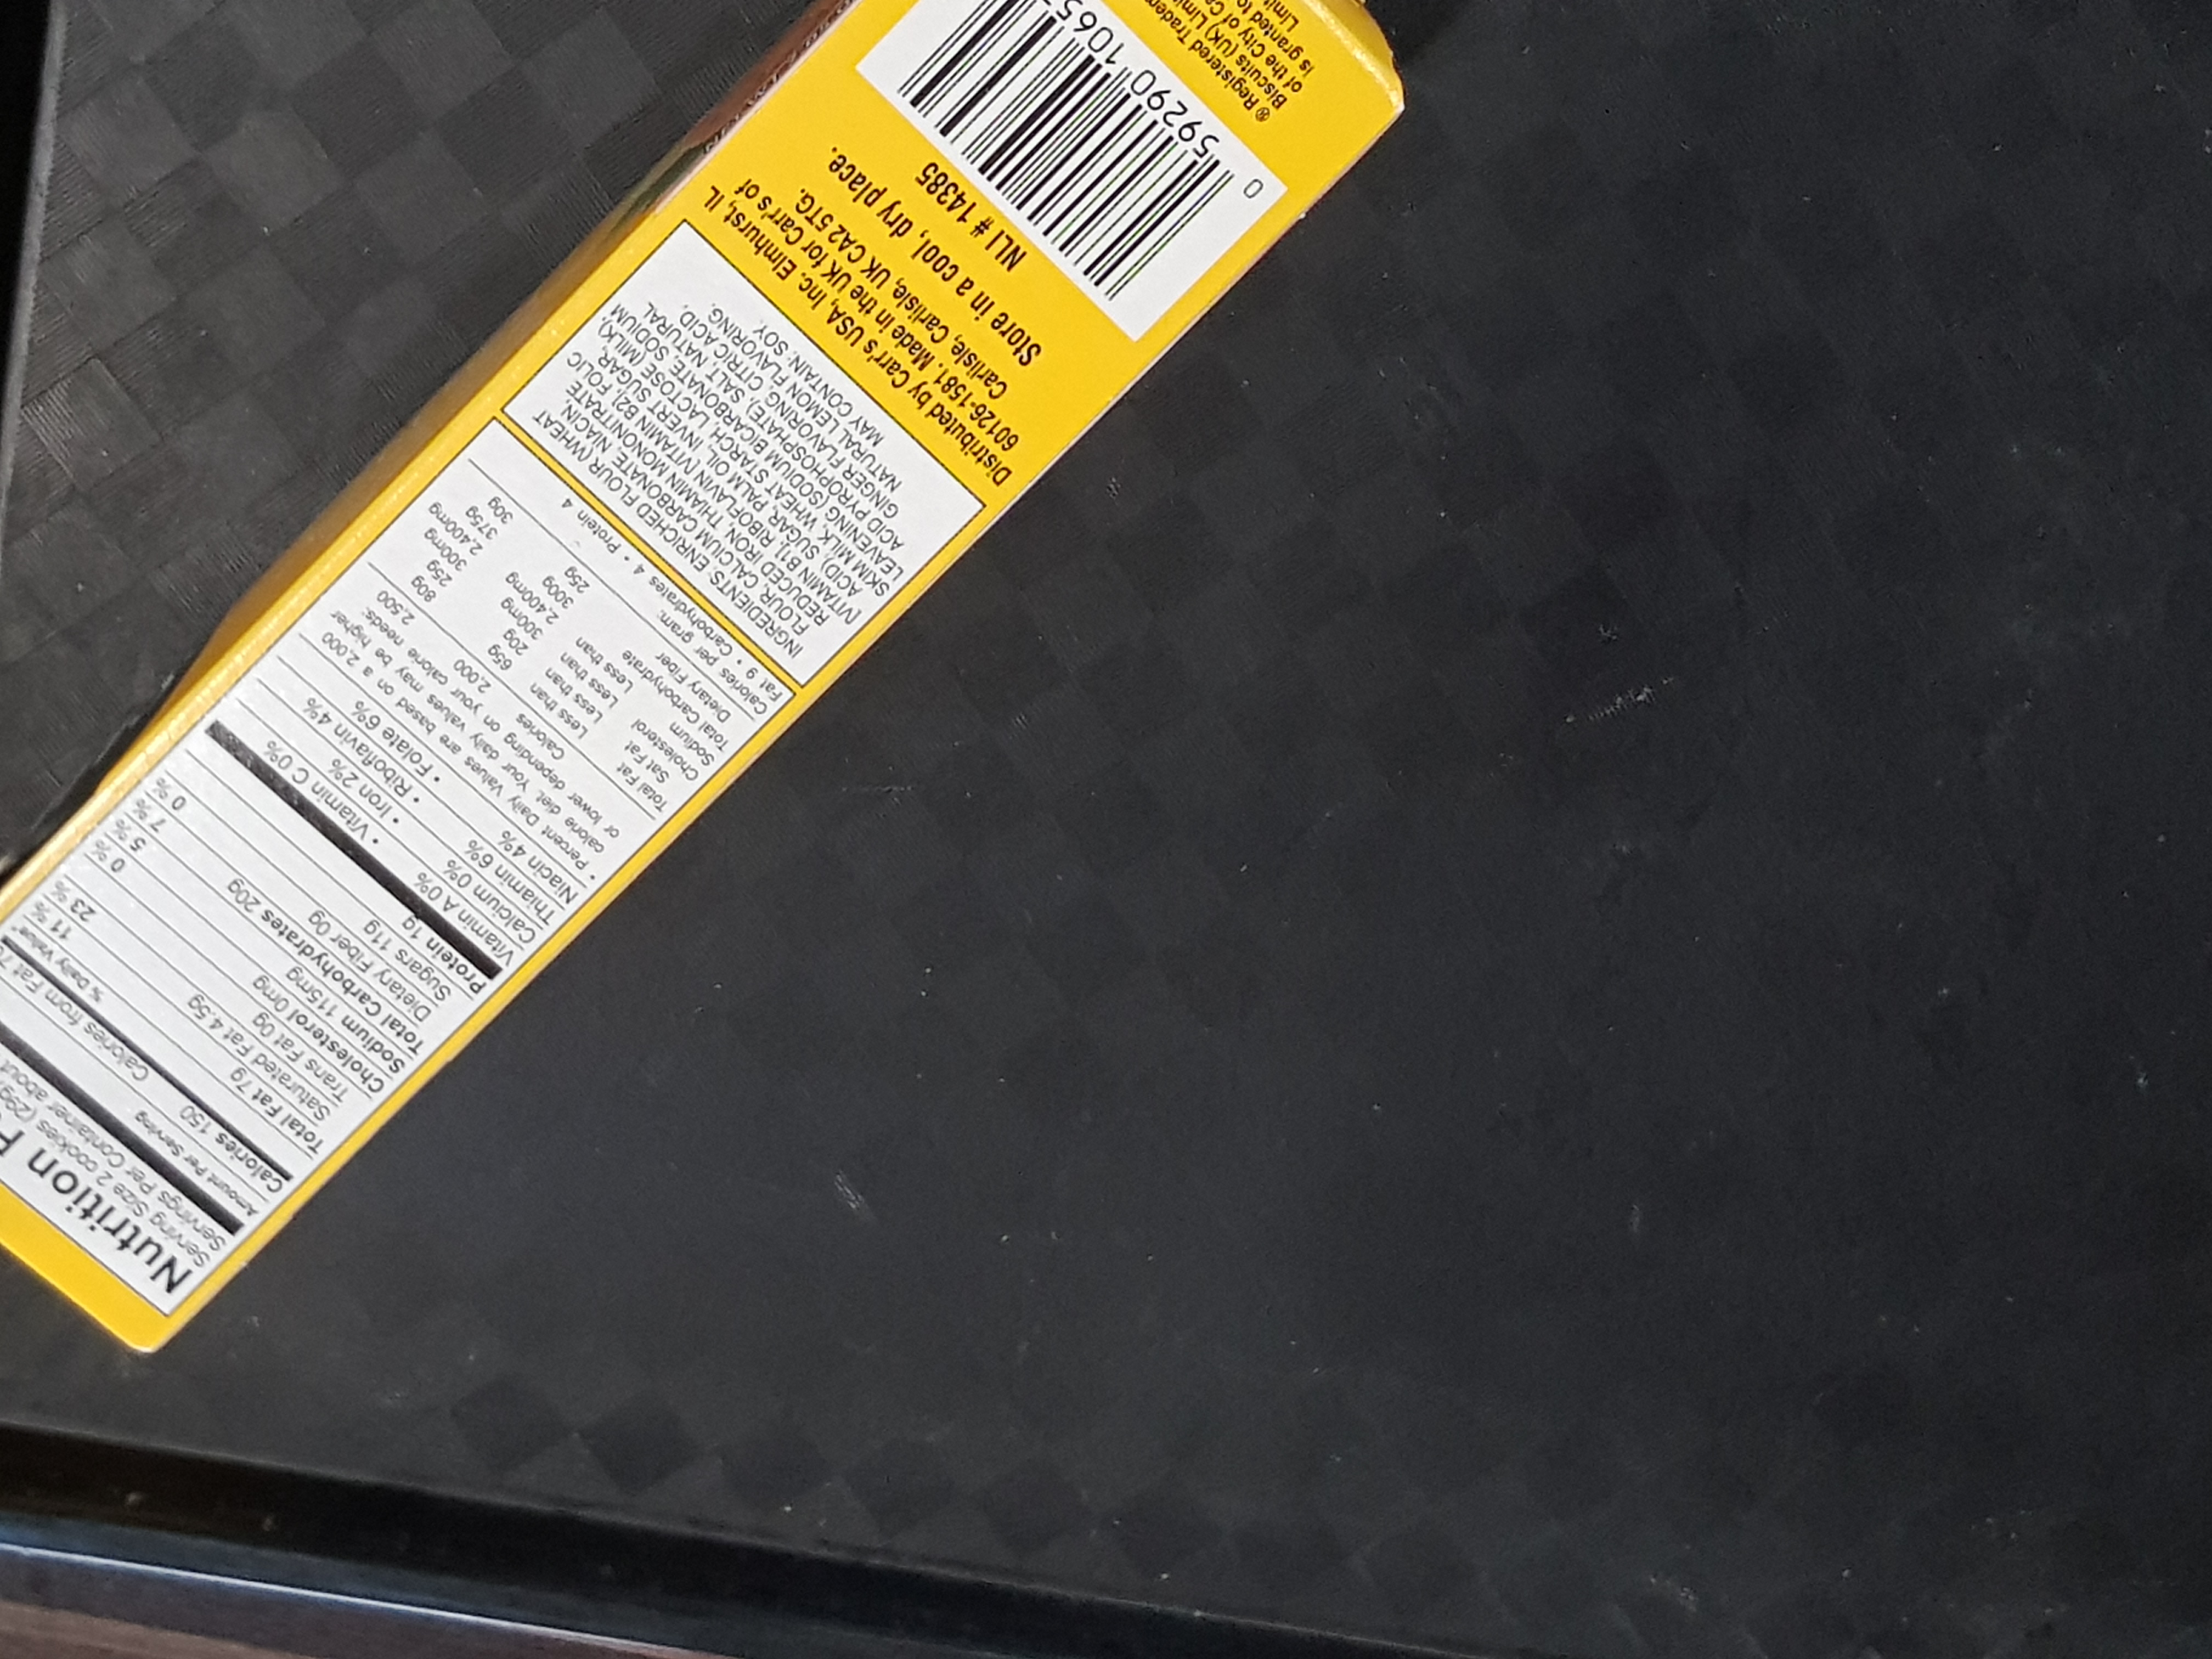 Nutrition
Serving Size 2 cookies (29g
Servings Per Container about
Amount Per Serving
Calories 150 Calories from Fat
% Daily Value*
Total Fat 7g 11 %
Saturated Fat 4.5g 23 %
Trans Fat 0g
Cholesterol 0mg 0 %
Sodium 115mg 5 %
Total Carbohydrates 20g 7 %
Dietary Fiber 0g 0 %
Sugars 11g
Protein 1g
Vitamin A 0% • Vitamin C 0%
Calcium 0% • Iron 2%
Thiamin 6% • Riboflavin 4%
Niacin 4% • Folate 6%
• Percent Daily Values are based on a 2,000
calorie diet. Your daily values may be higher
or lower depending on your calorie needs:
Calories 2,000 2,500
Total Fat Less than 65g 80g
Sat Fat Less than 20g 25g
Cholesterol Less than 300mg 300mg
Sodium Less than 2,400mg 2,400mg
Total Carbohydrate 300g 375g
Dietary Fiber 25g 30g
Calories per gram:
Fat 9 • Carbohydrates 4 • Protein 4
INGREDIENTS: ENRICHED FLOUR (WHEAT
FLOUR, CALCIUM CARBONATE, NIACIN,
REDUCED IRON, THIAMIN MONONITRATE
[VITAMIN B1], RIBOFLAVIN [VITAMIN B2], FOLIC
ACID), SUGAR, PALM OIL, INVERT SUGAR,
SKIM MILK, WHEAT STARCH, LACTOSE (MILK),
LEAVENING (SODIUM BICARBONATE, SODIUM
ACID PYROPHOSPHATE), SALT, NATURAL
GINGER FLAVORING, CITRIC ACID,
NATURAL LEMON FLAVORING.
MAY CONTAIN: SOY.
Distributed by Carr's USA, Inc. Elmhurst, IL
60126-1581. Made in the UK for Carr's of
Carlisle, Carlisle, UK CA2 5TG.
Store in a cool, dry place.
NLI # 14385
0 59290 1065
® Registered
Biscuits (UK)
of the City of
is granted